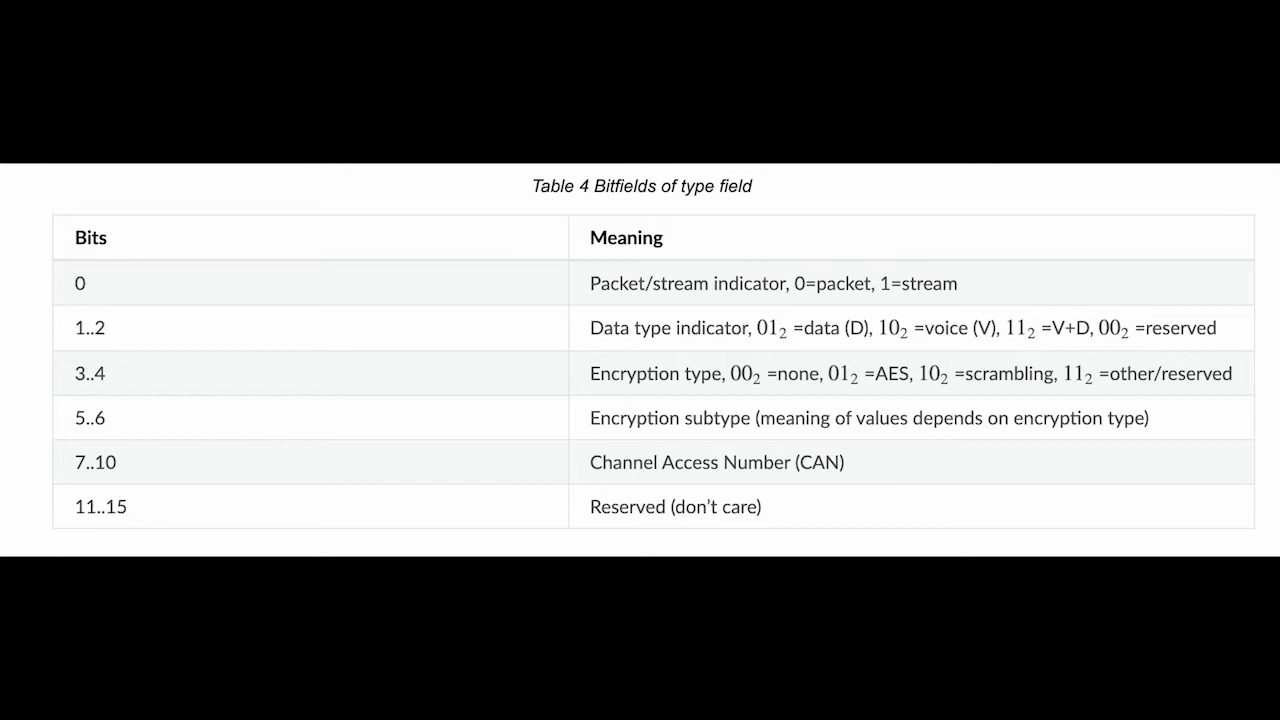 Table 4 Bitfields of type field
Bits Meaning
0 Packet/stream indicator, 0=packet, 1=stream
1..2 Data type indicator, 01₂ =data (D), 10₂ =voice (V), 11₂ =V+D, 00₂ =reserved
3..4 Encryption type, 00₂ =none, 01₂ =AES, 10₂ =scrambling, 11₂ =other/reserved
5..6 Encryption subtype (meaning of values depends on encryption type)
7..10 Channel Access Number (CAN)
11..15 Reserved (don’t care)